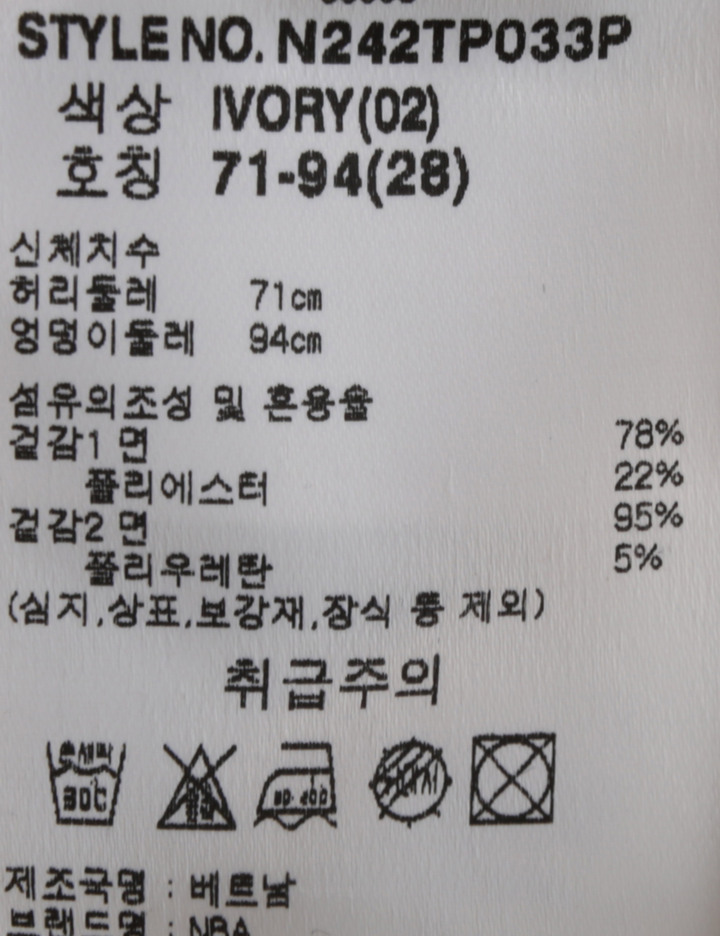 STYLE NO. N242TP033P
색상 IVORY(02)
호칭 71-94(28)
신체치수
허리둘레 71cm
엉덩이둘레 94cm
섬유의조성 및 혼용율
겉감1 면 78%
폴리에스터 22%
겉감2 면 95%
폴리우레탄 5%
(심지,상표,보강재,장식 등 제외)
취급주의
제조국명 : 베트남
브랜드명 : NBA